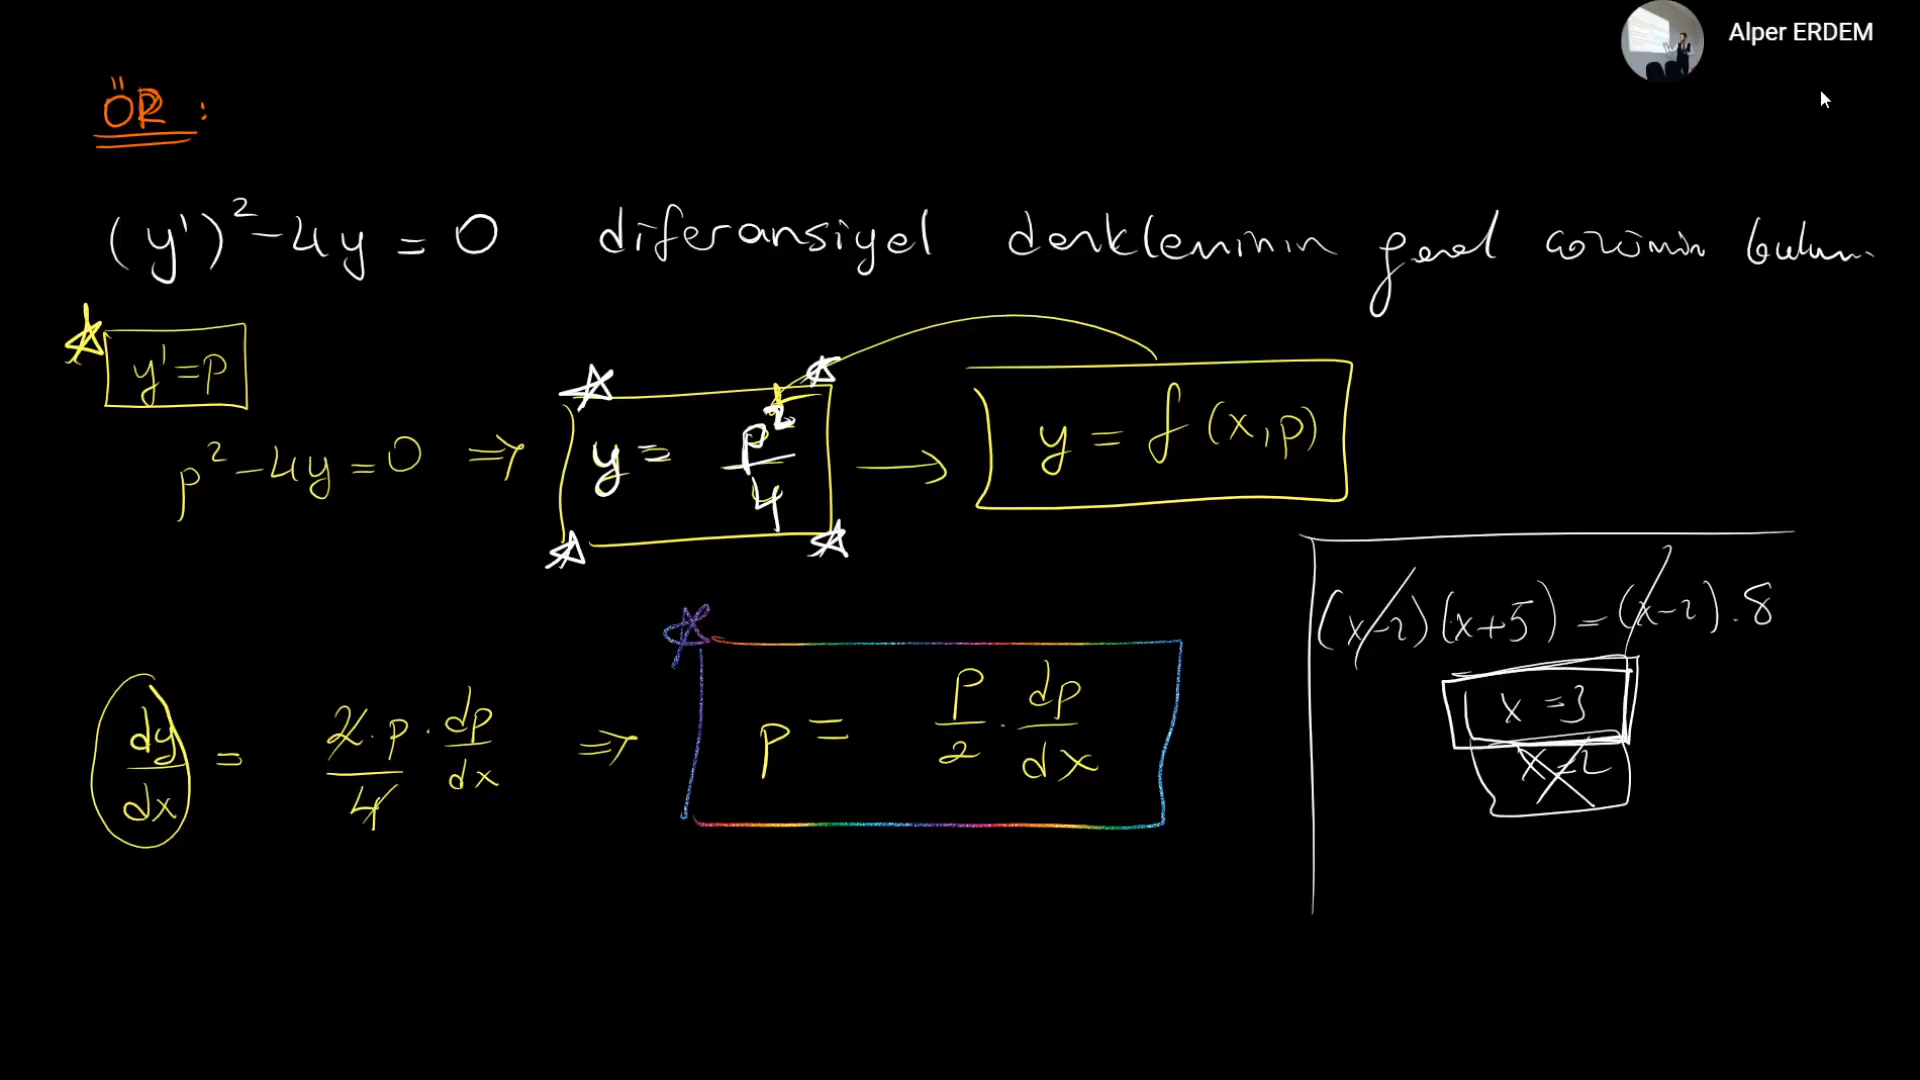 Alper ERDEM
ÖR :
(y')² - 4y = 0 diferansiyel denkleminin genel çözümün bulun.
y' = p
p² - 4y = 0 ⇒ y = p²/4 → y = f(x,p)
(x-2)(x+5) = (x-2).8
x = 3
x = 2
dy/dx = 2.p/4 . dp/dx ⇒ p = p/2 . dp/dx